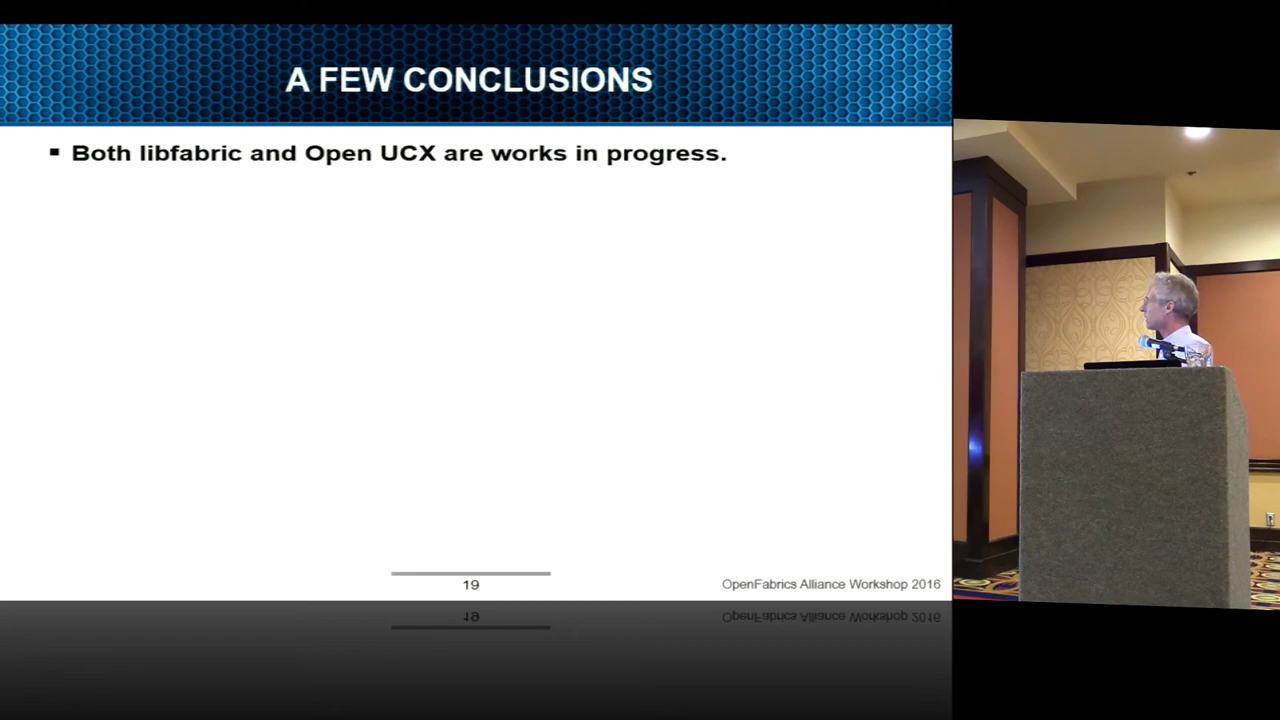 A FEW CONCLUSIONS
▪ Both libfabric and Open UCX are works in progress.
19
OpenFabrics Alliance Workshop 2016